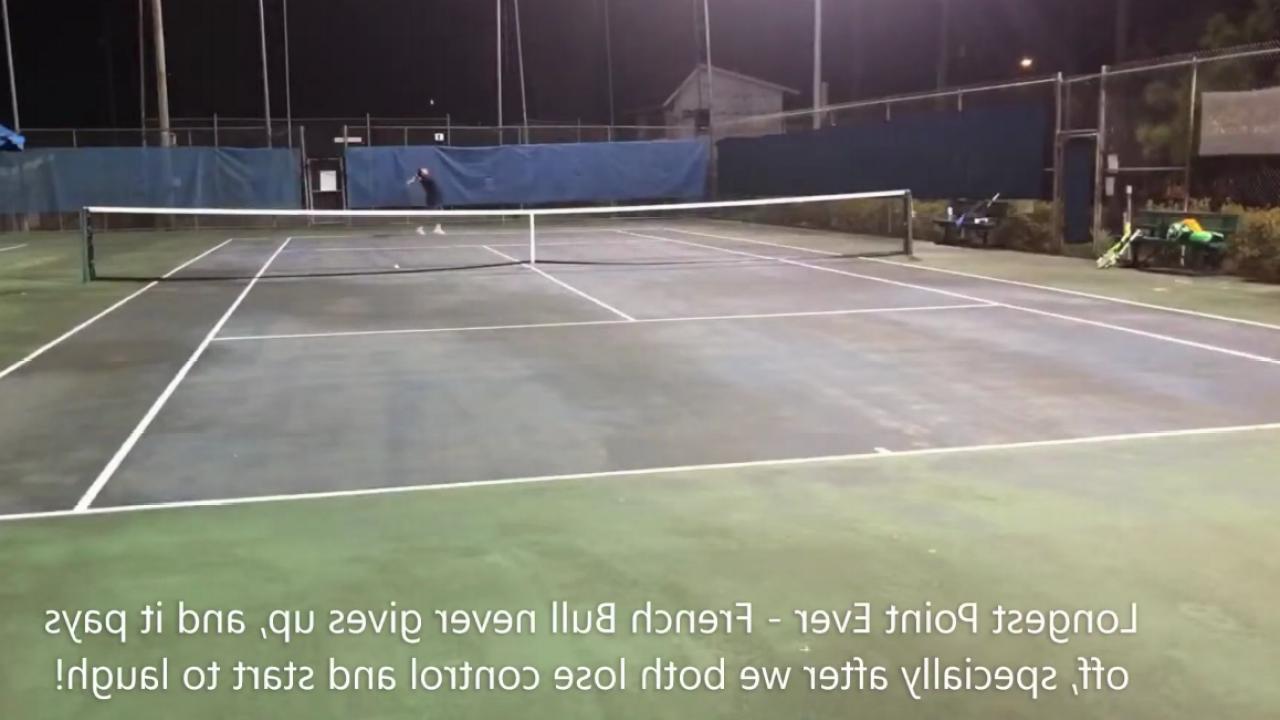 Longest Point Ever - French Bull never gives up, and it pays
off, specially after we both lose control and start to laugh!